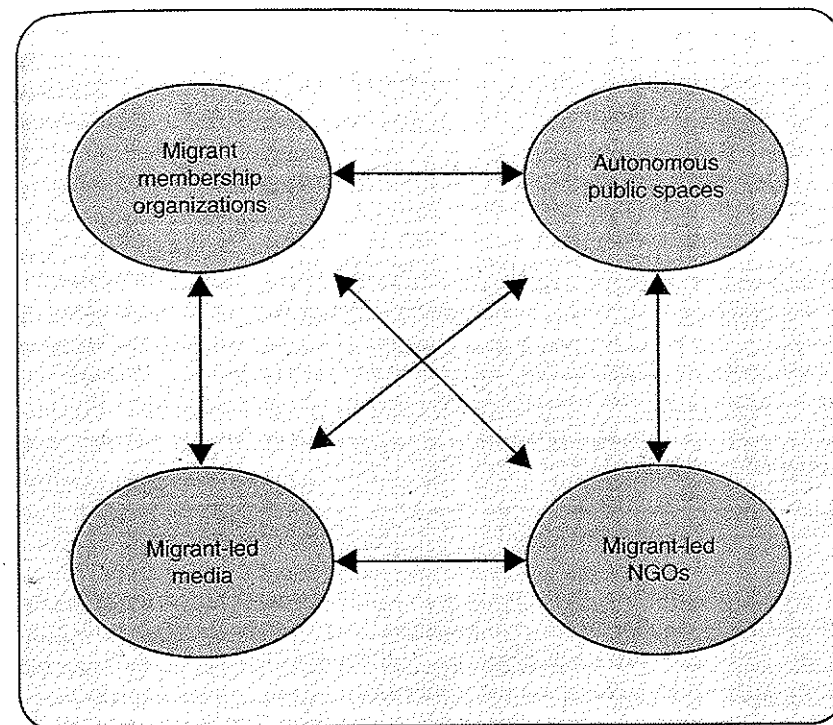 Migrant
membership
organizations
Autonomous
public spaces
Migrant-led
media
Migrant-led
NGOs